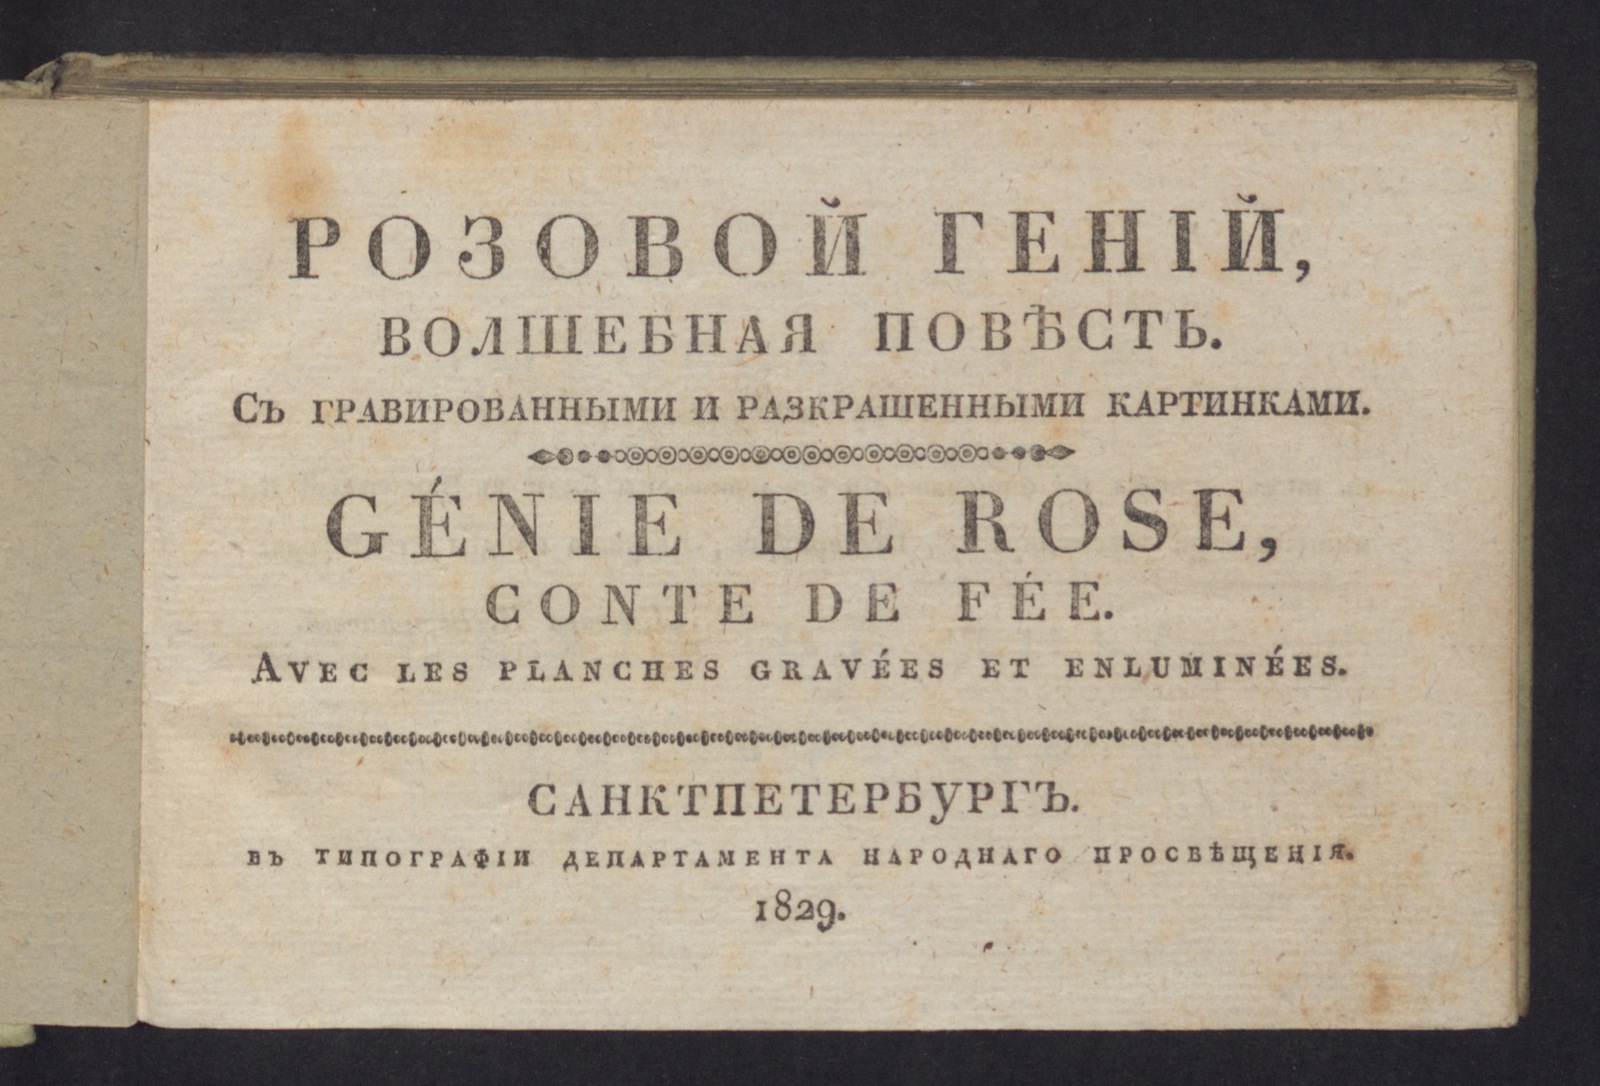 РОЗОВОЙ ГЕНІЙ,
ВОЛШЕБНАЯ ПОВѢСТЬ.
Съ гравированными и разкрашенными картинками.
GÉNIE DE ROSE,
CONTE DE FÉE.
Avec les planches gravées et enluminées.
САНКТПЕТЕРБУРГЪ.
въ типографіи департамента народнаго просвѣщенія.
1829.